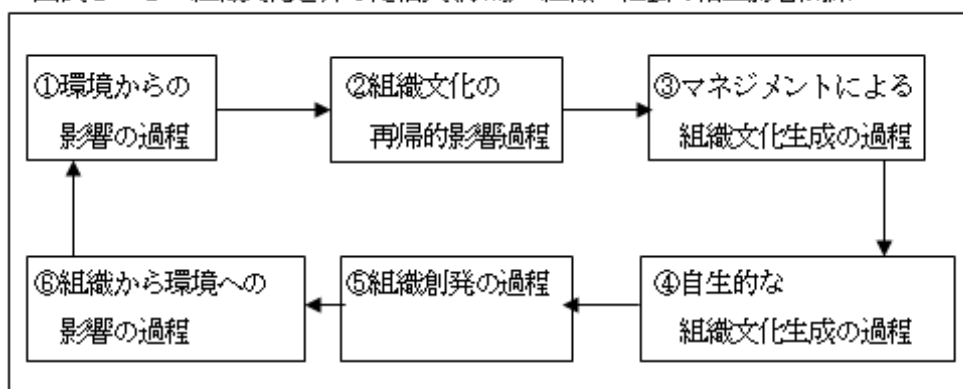 ①環境からの
影響の過程
②組織文化の
再帰的影響過程
③マネジメントによる
組織文化生成の過程
④自生的な
組織文化生成の過程
⑤組織創発の過程
⑥組織から環境への
影響の過程